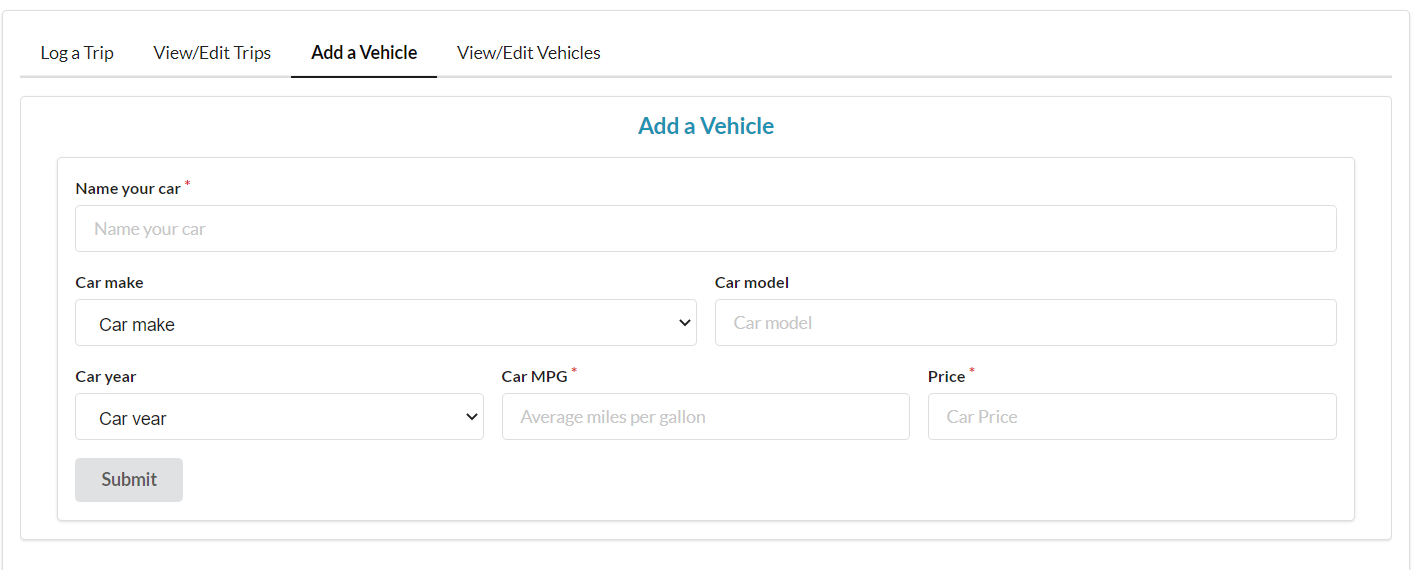 Log a Trip View/Edit Trips Add a Vehicle View/Edit Vehicles
Add a Vehicle
Name your car *
Name your car
Car make Car model
Car make Car model
Car year Car MPG * Price *
Car year Average miles per gallon Car Price
Submit